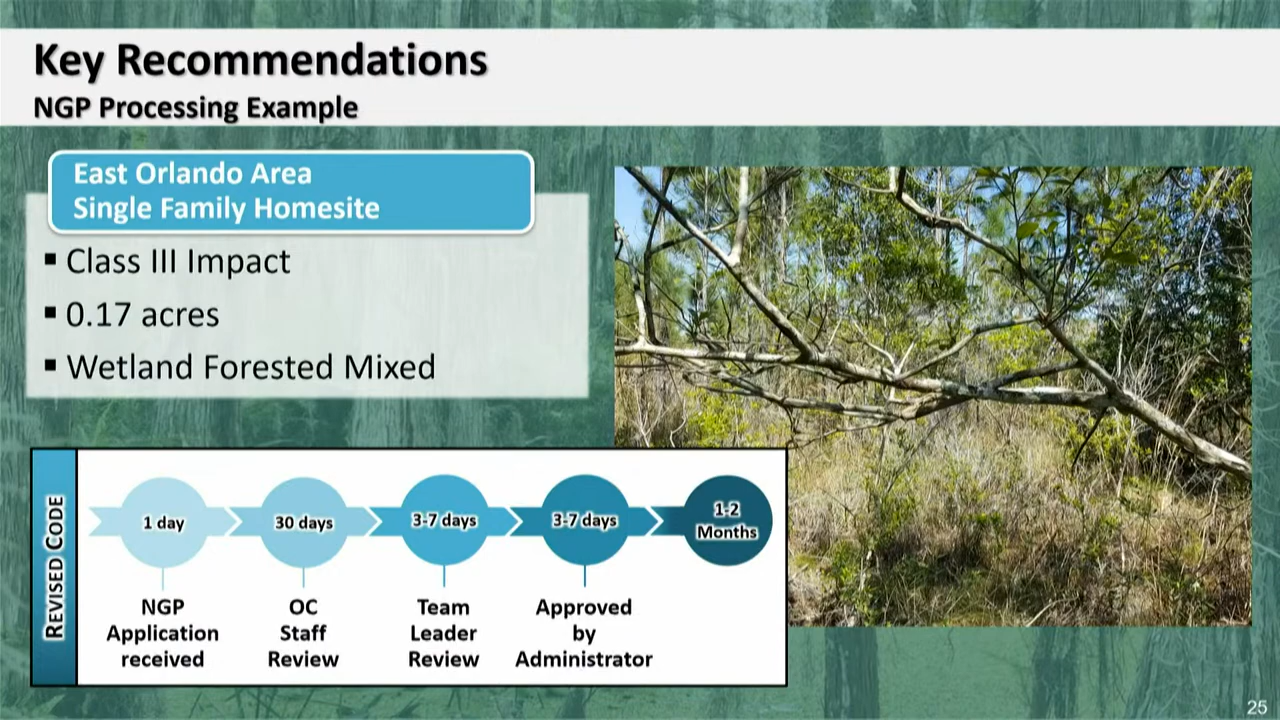 Key Recommendations
NGP Processing Example
East Orlando Area
Single Family Homesite
▪ Class III Impact
▪ 0.17 acres
▪ Wetland Forested Mixed
REVISED CODE
1 day
30 days
3-7 days
3-7 days
1-2
Months
NGP
Application
received
OC
Staff
Review
Team
Leader
Review
Approved
by
Administrator
25